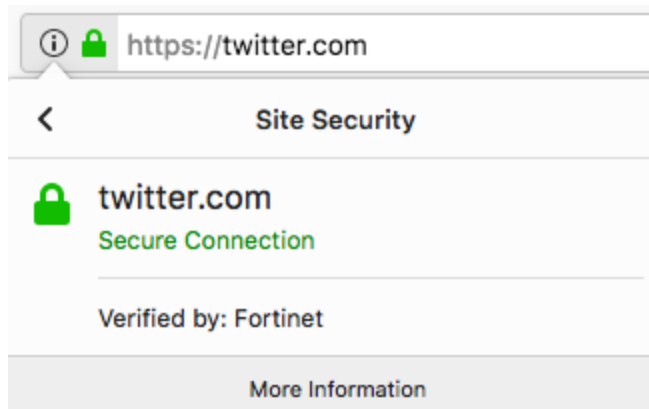 https://twitter.com
Site Security
twitter.com
Secure Connection
Verified by: Fortinet
More Information